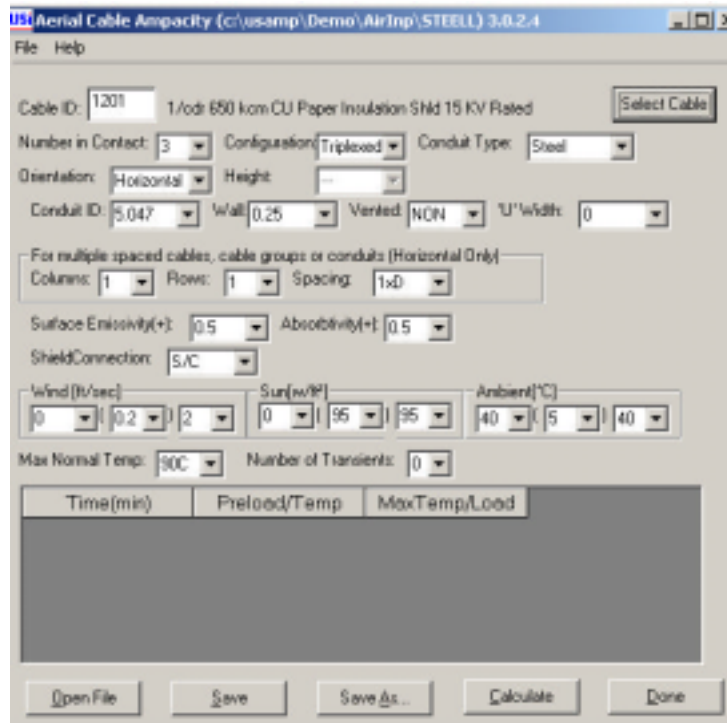 USi Aerial Cable Ampacity (c:\usamp\Demo\AirInp\STEELL) 3.0.2.4
File Help
Cable ID: 1201 1/cdr 650 kcm CU Paper Insulation Shld 15 KV Rated Select Cable
Number in Contact: 3 Configuration: Triplexed Conduit Type: Steel
Orientation: Horizontal Height: ---
Conduit ID: 5.047 Wall: 0.25 Vented: NON 'U' Width: 0
For multiple spaced cables, cable groups or conduits (Horizontal Only)
Columns: 1 Rows: 1 Spacing: 1xD
Surface Emissivity(+): 0.5 Absorbtivity(+): 0.5
ShieldConnection: S/C
Wind (ft/sec) Sun(w/ft²) Ambient(°C)
0 ( 0.2 ) 2 0 ( 95 ) 95 40 ( 5 ) 40
Max Normal Temp: 90C Number of Transients: 0
Time(min) Preload/Temp MaxTemp/Load
Open File Save Save As... Calculate Done